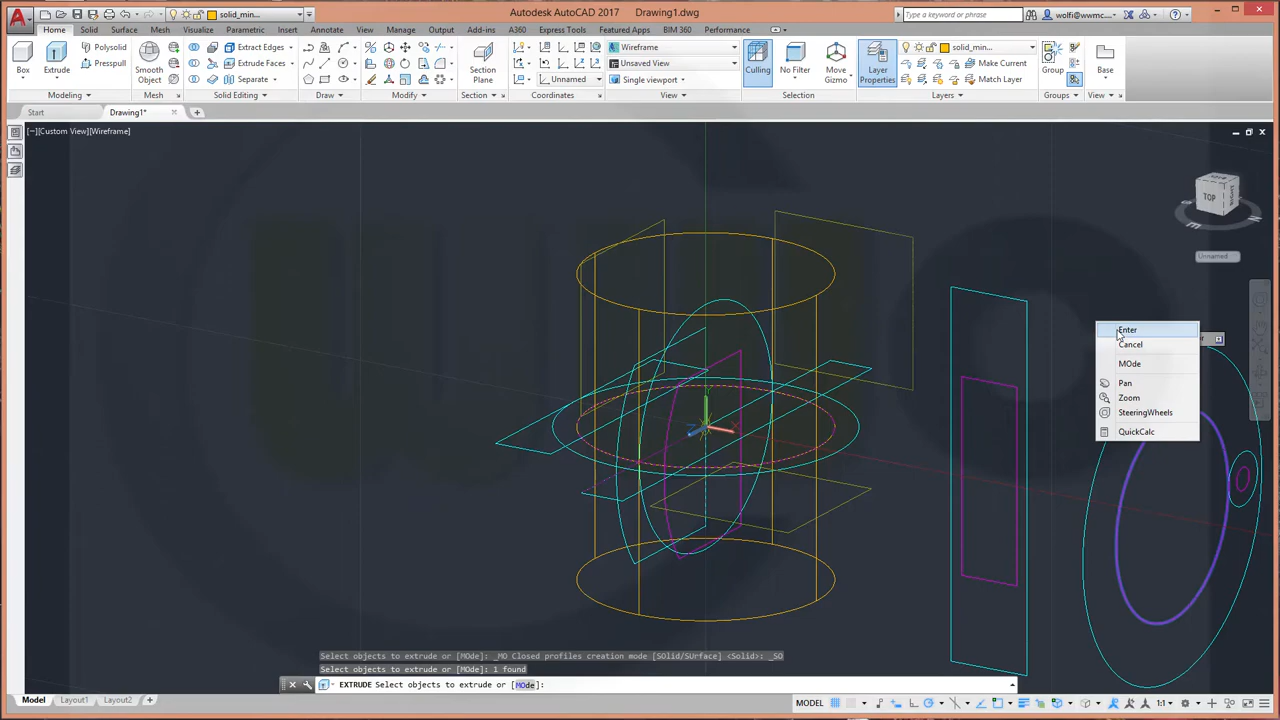 Autodesk AutoCAD 2017 Drawing1.dwg
solid_min...
Type a keyword or phrase
wolfi@wwmc...
Home Solid Surface Mesh Visualize Parametric Insert Annotate View Manage Output Add-ins A360 Express Tools Featured Apps BIM 360 Performance
Box
Extrude
Polysolid
Presspull
Modeling
Smooth
Object
Mesh
Extract Edges
Extrude Faces
Separate
Solid Editing
Draw
Modify
Section
Plane
Section
Unnamed
Coordinates
Wireframe
Unsaved View
Single viewport
View
Culling
No Filter
Move
Gizmo
Selection
Layer
Properties
solid_min...
Make Current
Match Layer
Layers
Group
Groups
Base
View
Start Drawing1*
[−][Custom View][Wireframe]
TOP
Unnamed
Enter
Cancel
MOde
Pan
Zoom
SteeringWheels
QuickCalc
Z
Select objects to extrude or [MOde]: _MO Closed profiles creation mode [SOlid/SUrface] <Solid>: _SO
Select objects to extrude or [MOde]: 1 found
EXTRUDE Select objects to extrude or [MOde]:
Model Layout1 Layout2
MODEL
1:1